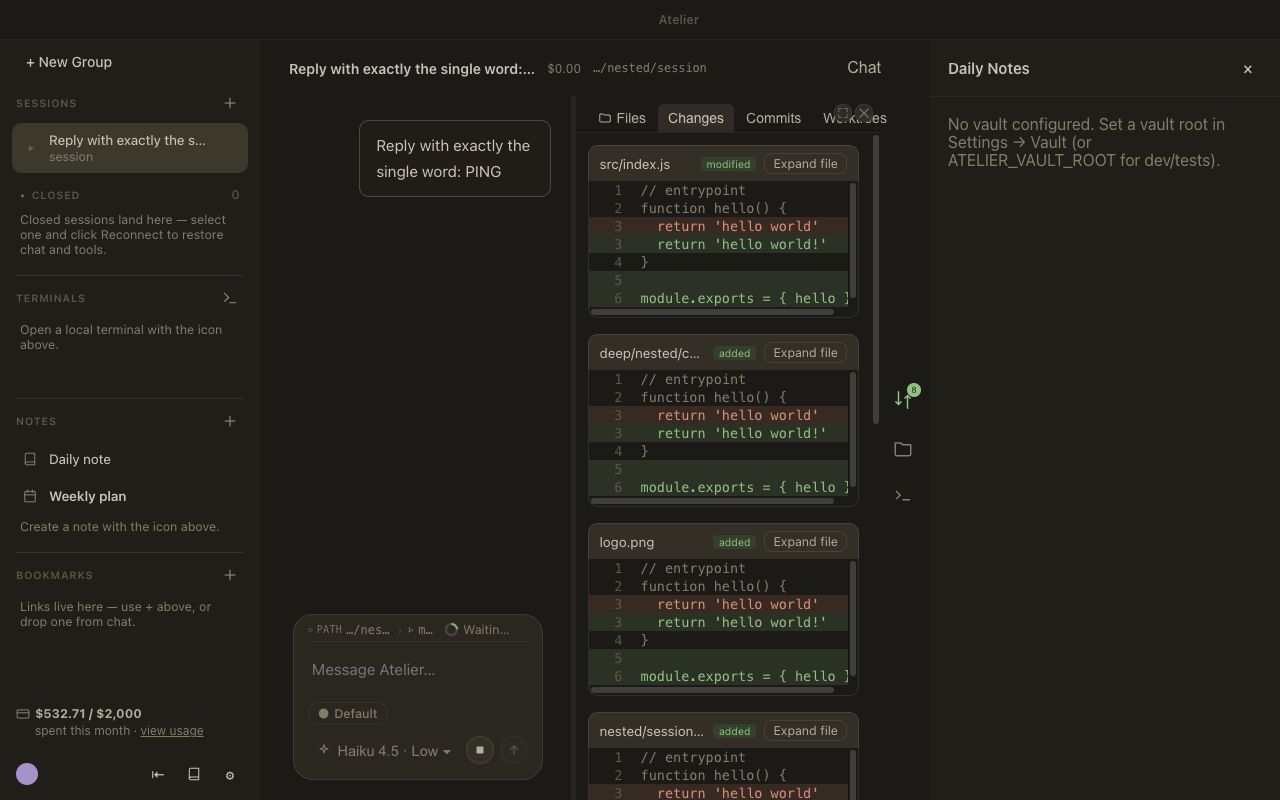 Atelier
+ New Group
SESSIONS
Reply with exactly the s...
session
CLOSED 0
Closed sessions land here — select
one and click Reconnect to restore
chat and tools.
TERMINALS
Open a local terminal with the icon
above.
NOTES
Daily note
Weekly plan
Create a note with the icon above.
BOOKMARKS
Links live here — use + above, or
drop one from chat.
$532.71 / $2,000
spent this month · view usage
Reply with exactly the single word:... $0.00 …/nested/session Chat
Reply with exactly the
single word: PING
PATH …/nes… › m… Waitin...
Message Atelier...
Default
Haiku 4.5 · Low
Files Changes Commits
src/index.js modified Expand file
1 // entrypoint
2 function hello() {
3 return 'hello world'
3 return 'hello world!'
4 }
5
6 module.exports = { hello }
deep/nested/c... added Expand file
1 // entrypoint
2 function hello() {
3 return 'hello world'
3 return 'hello world!'
4 }
5
6 module.exports = { hello }
logo.png added Expand file
1 // entrypoint
2 function hello() {
3 return 'hello world'
3 return 'hello world!'
4 }
5
6 module.exports = { hello }
nested/session... added Expand file
1 // entrypoint
2 function hello() {
3 return 'hello world'
8
Daily Notes
No vault configured. Set a vault root in
Settings → Vault (or
ATELIER_VAULT_ROOT for dev/tests).